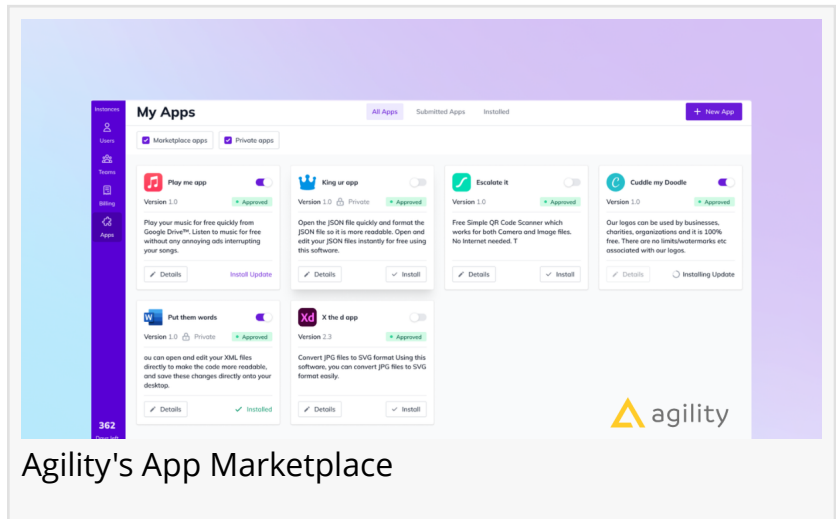 Instances
My Apps
All Apps
Submitted Apps
Installed
+ New App
Users
Marketplace apps
Private apps
Teams
Billing
Apps
Play me app
Version 1.0
Approved
Play your music for free quickly from
Google Drive™. Listen to music for free
without any annoying ads interrupting
your songs.
Details
Install Update
King ur app
Version 1.0
Private
Approved
Open the JSON file quickly and format the
JSON file so it is more readable. Open and
edit your JSON files instantly for free using
this software.
Details
Install
Escalate it
Version 1.0
Approved
Free Simple QR Code Scanner which
works for both Camera and Image files.
No Internet needed. T
Details
Install
C
Cuddle my Doodle
Version 1.0
Approved
Our logos can be used by businesses,
charities, organizations and it is 100%
free. There are no limits/watermarks etc
associated with our logos.
Details
Installing Update
W
Put them words
Version 1.0
Private
Approved
ou can open and edit your XML files
directly to make the code more readable,
and save these changes directly onto your
desktop.
Details
Installed
Xd
X the d app
Version 2.3
Approved
Convert JPG files to SVG format Using this
software, you can convert JPG files to SVG
format easily.
Details
Install
362
Days left
agility
Agility's App Marketplace